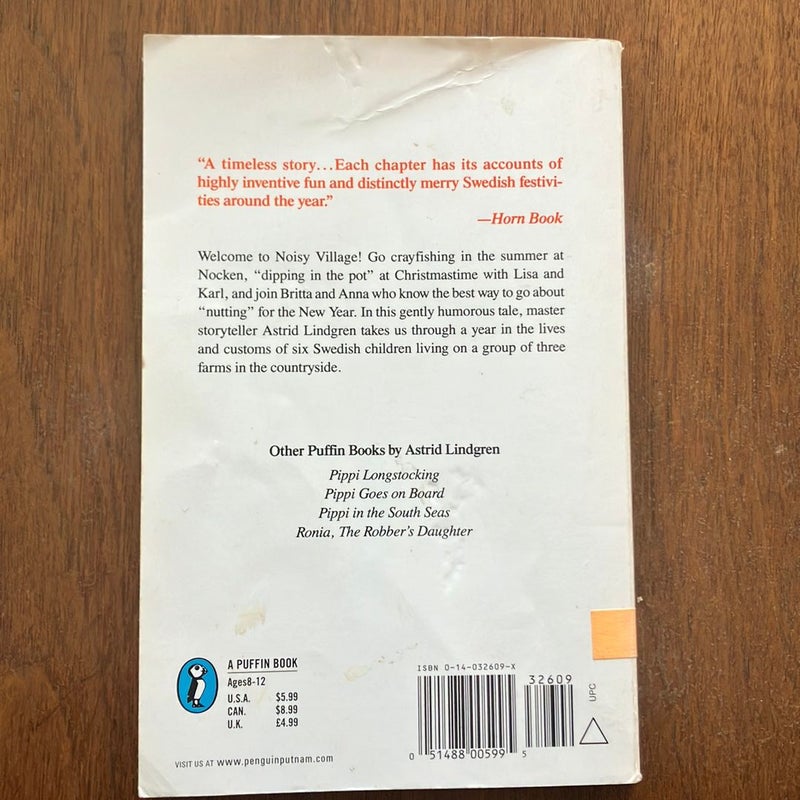 “A timeless story...Each chapter has its accounts of
highly inventive fun and distinctly merry Swedish festivi-
ties around the year.”
—Horn Book
Welcome to Noisy Village! Go crayfishing in the summer at
Nocken, “dipping in the pot” at Christmastime with Lisa and
Karl, and join Britta and Anna who know the best way to go about
“nutting” for the New Year. In this gently humorous tale, master
storyteller Astrid Lindgren takes us through a year in the lives
and customs of six Swedish children living on a group of three
farms in the countryside.
Other Puffin Books by Astrid Lindgren
Pippi Longstocking
Pippi Goes on Board
Pippi in the South Seas
Ronia, The Robber’s Daughter
A PUFFIN BOOK
Ages8-12
U.S.A. $5.99
CAN. $8.99
U.K. £4.99
VISIT US AT www.penguinputnam.com
ISBN 0-14-032609-X
32609
0 51488 00599 5
UPC